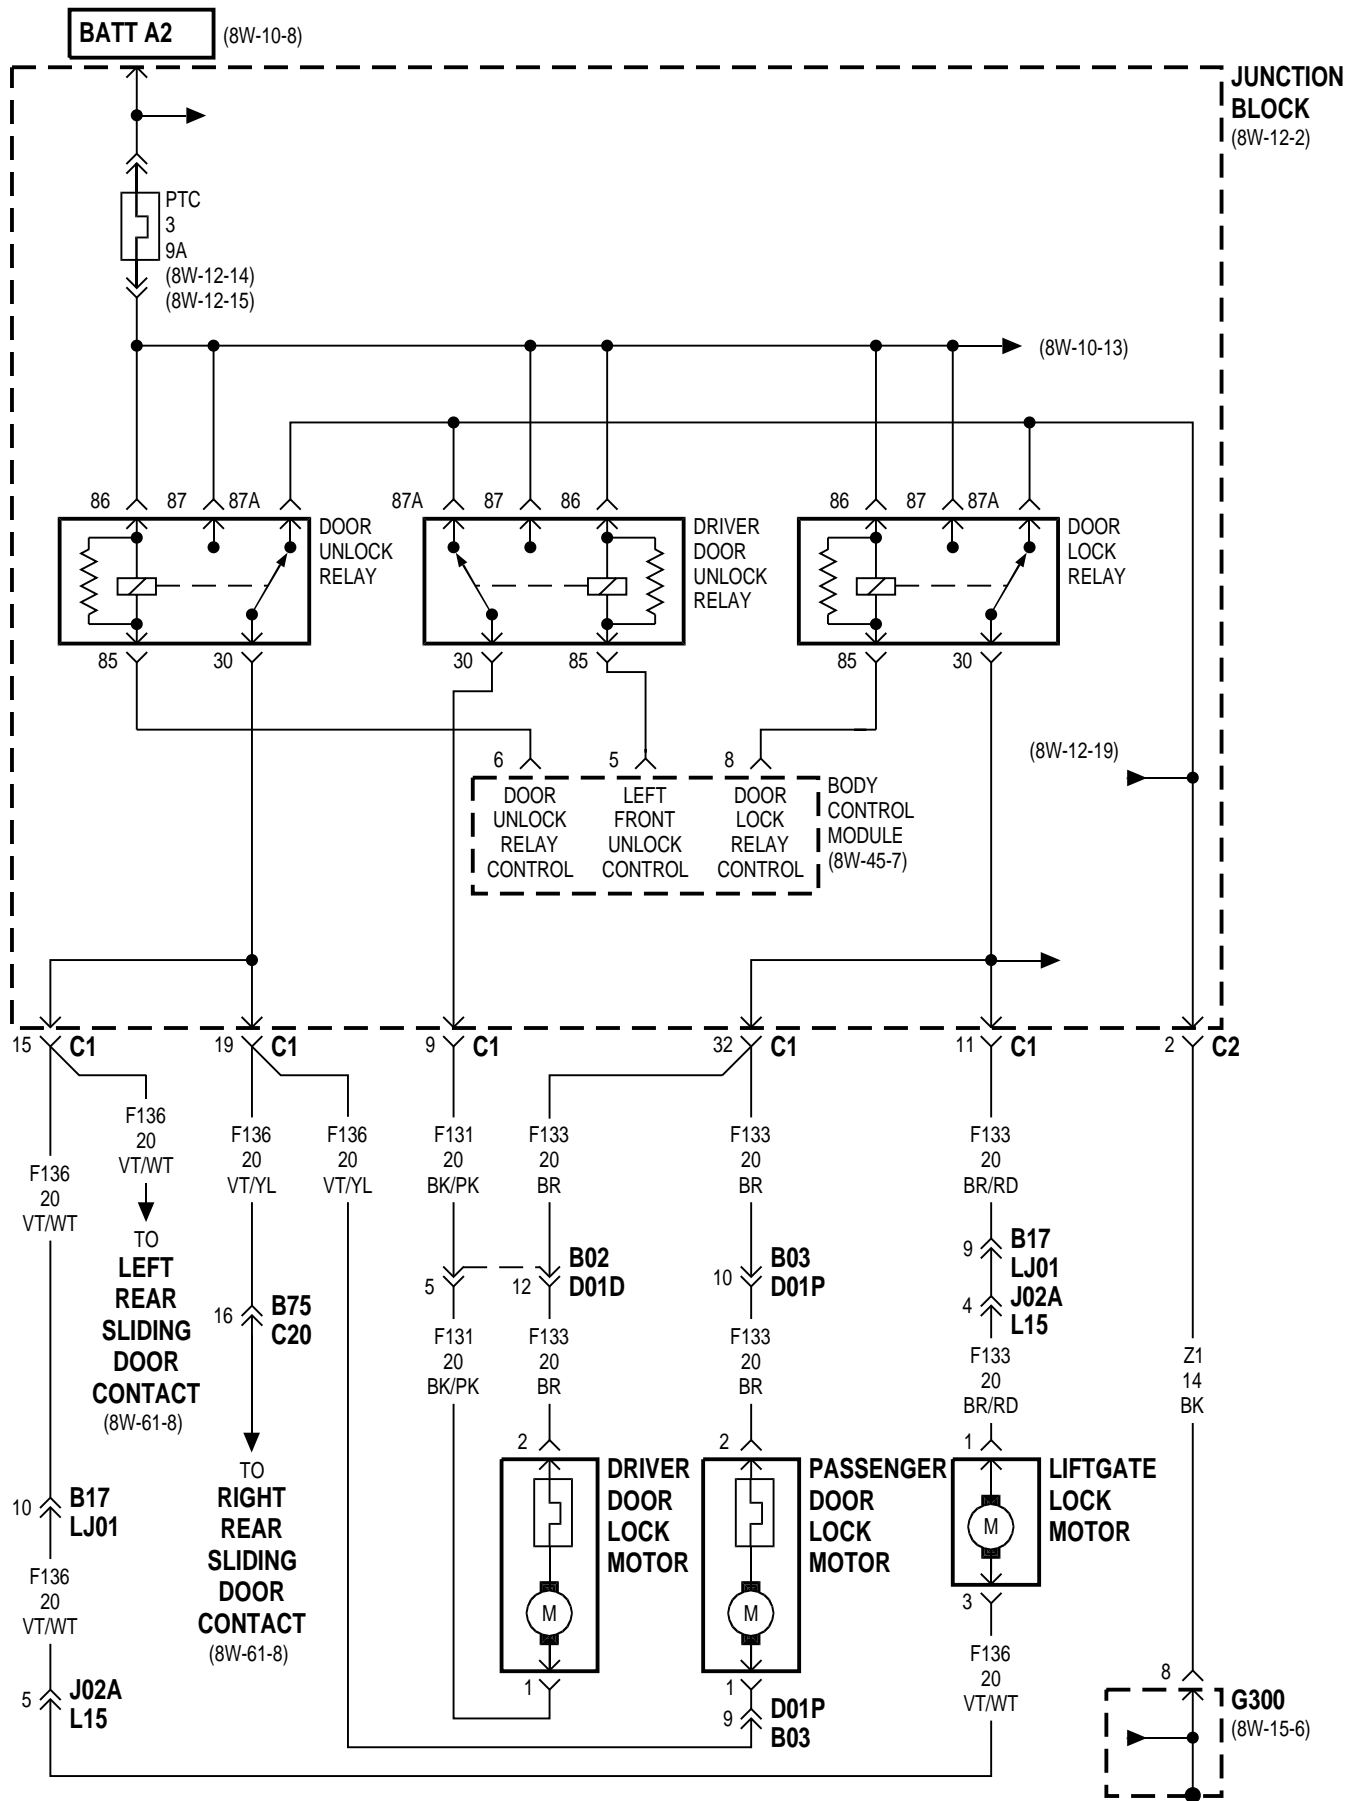 BATT A2
(8W-10-8)
JUNCTION
BLOCK
(8W-12-2)
PTC
3
9A
(8W-12-14)
(8W-12-15)
(8W-10-13)
86 87 87A
87A 87 86
86 87 87A
DOOR
UNLOCK
RELAY
DRIVER
DOOR
UNLOCK
RELAY
DOOR
LOCK
RELAY
85 30
30 85
85 30
(8W-12-19)
6 5 8
DOOR
UNLOCK
RELAY
CONTROL
LEFT
FRONT
UNLOCK
CONTROL
DOOR
LOCK
RELAY
CONTROL
BODY
CONTROL
MODULE
(8W-45-7)
15 C1
19 C1
9 C1
32 C1
11 C1
2 C2
F136
20
VT/WT
F136
20
VT/WT
F136
20
VT/YL
F136
20
VT/YL
F131
20
BK/PK
F133
20
BR
F133
20
BR
F133
20
BR/RD
TO
LEFT
REAR
SLIDING
DOOR
CONTACT
(8W-61-8)
16
B75
C20
5
12
B02
D01D
10
B03
D01P
9
B17
LJ01
4
J02A
L15
F131
20
BK/PK
F133
20
BR
F133
20
BR
F133
20
BR/RD
Z1
14
BK
2
DRIVER
DOOR
LOCK
MOTOR
M
1
2
PASSENGER
DOOR
LOCK
MOTOR
M
1
1
LIFTGATE
LOCK
MOTOR
M
3
TO
RIGHT
REAR
SLIDING
DOOR
CONTACT
(8W-61-8)
10
B17
LJ01
F136
20
VT/WT
5
J02A
L15
9
D01P
B03
F136
20
VT/WT
8
G300
(8W-15-6)